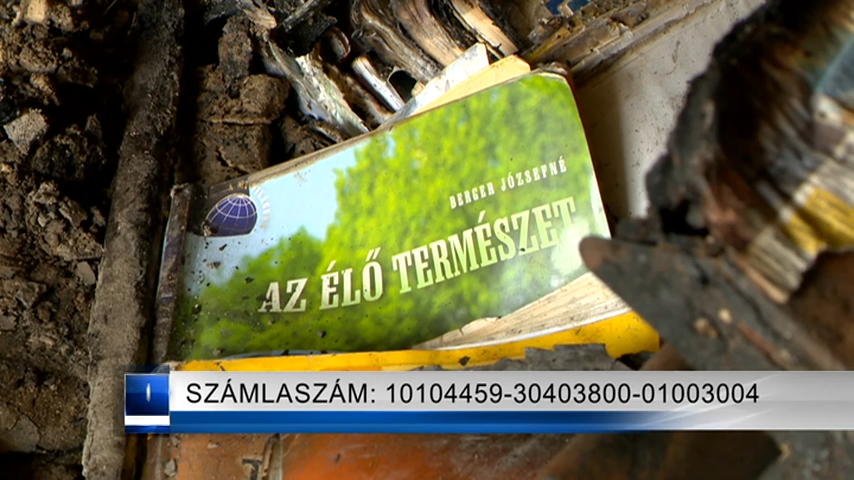 BERGER JÓZSEFNÉ
AZ ÉLŐ TERMÉSZET
SZÁMLASZÁM: 10104459-30403800-01003004